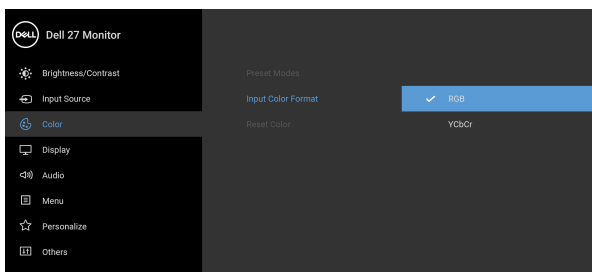 DELL
Dell 27 Monitor
Brightness/Contrast
Input Source
Color
Display
Audio
Menu
Personalize
Others
Preset Modes
Input Color Format
Reset Color
RGB
YCbCr